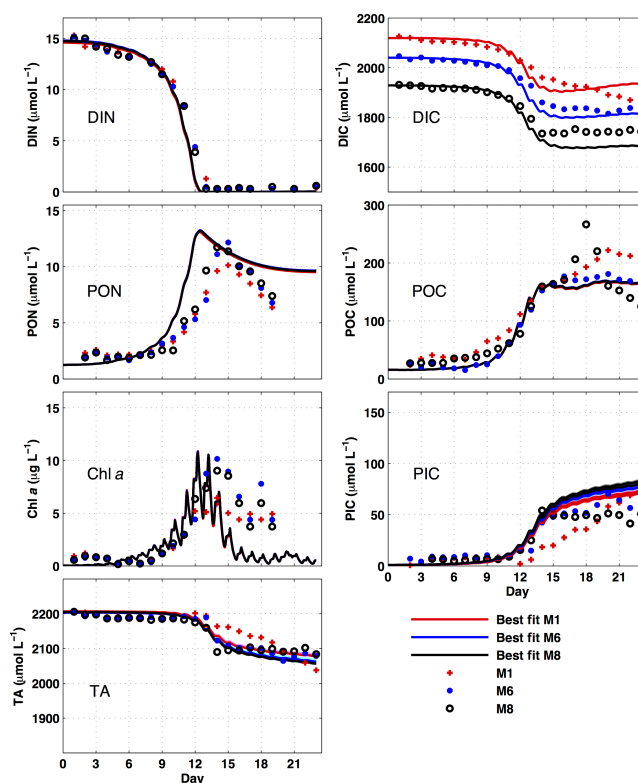 15
10
5
0
DIN (μmol L⁻¹)
DIN
2200
2000
1800
1600
DIC (μmol L⁻¹)
DIC
15
10
5
0
PON (μmol L⁻¹)
PON
300
200
100
0
POC (μmol L⁻¹)
POC
15
10
5
0
Chl a (μg L⁻¹)
Chl a
150
100
50
0
PIC (μmol L⁻¹)
PIC
0 3 6 9 12 15 18 21
Day
2200
2100
2000
1900
TA (μmol L⁻¹)
TA
0 3 6 9 12 15 18 21
Day
Best fit M1
Best fit M6
Best fit M8
M1
M6
M8